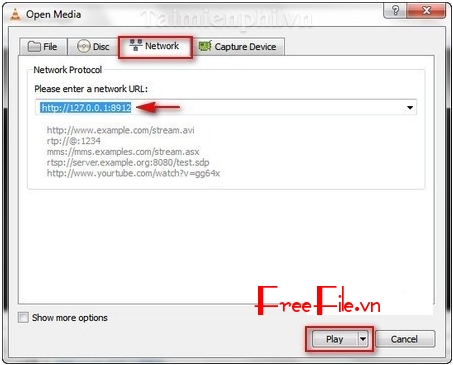 Open Media
Taimienphi.vn
File Disc Network Capture Device
Network Protocol
Please enter a network URL:
http://127.0.0.1:8912
http://www.example.com/stream.avi
rtp://@:1234
mms://mms.examples.com/stream.asx
rtsp://server.example.org:8080/test.sdp
http://www.yourtube.com/watch?v=gg64x
FreeFile.vn
Show more options
Play Cancel